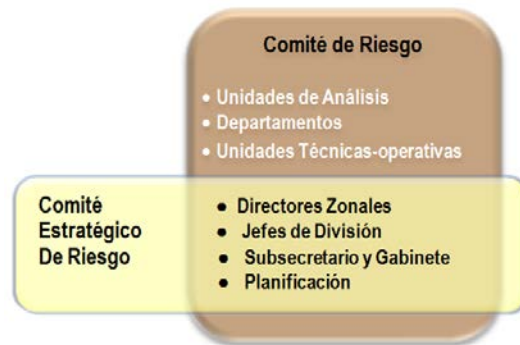 Comité de Riesgo
• Unidades de Análisis
• Departamentos
• Unidades Técnicas-operativas
Comité
Estratégico
De Riesgo
● Directores Zonales
● Jefes de División
● Subsecretario y Gabinete
● Planificación